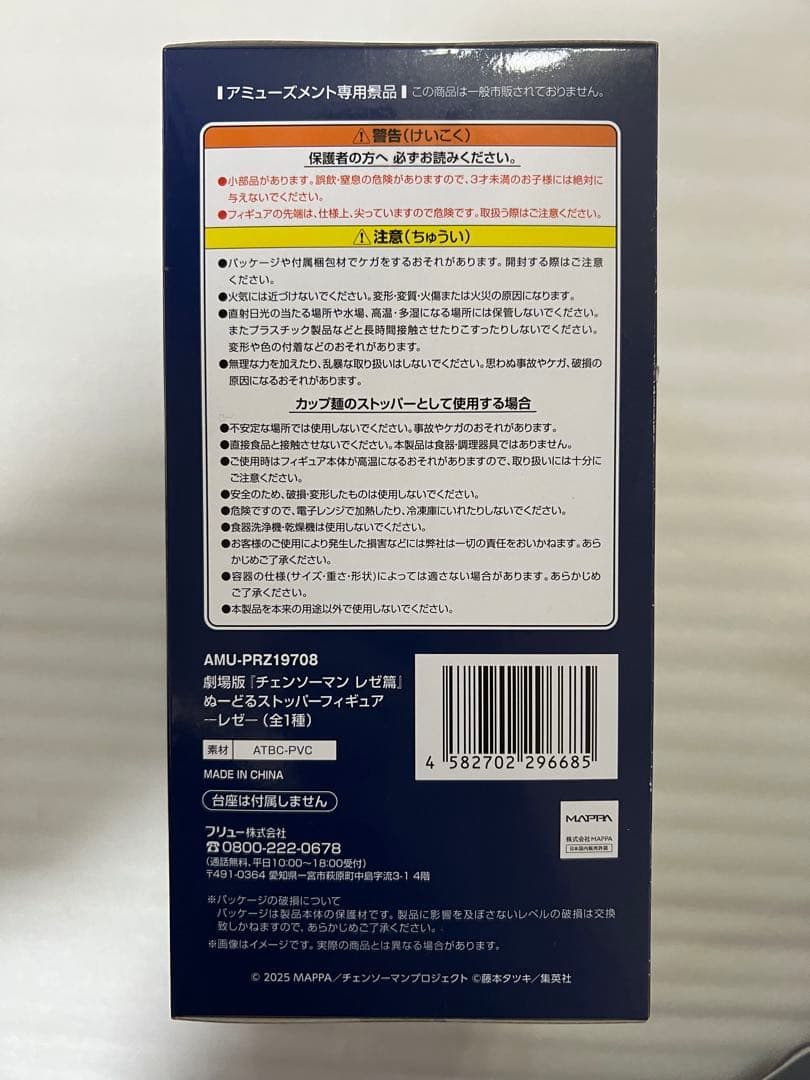 アミューズメント専用景品 この商品は一般市販されておりません。
⚠警告(けいこく)
保護者の方へ 必ずお読みください。
●小部品があります。誤飲・窒息の危険がありますので、3才未満のお子様には絶対に
与えないでください。
●フィギュアの先端は、仕様上、尖っていますので危険です。取扱う際はご注意ください。
⚠注意(ちゅうい)
●パッケージや付属梱包材でケガをするおそれがあります。開封する際はご注意
ください。
●火気には近づけないでください。変形・変質・火傷または火災の原因になります。
●直射日光の当たる場所や水場、高温・多湿になる場所には保管しないでください。
またプラスチック製品などと長時間接触させたりこすったりしないでください。
変形や色の付着などのおそれがあります。
●無理な力を加えたり、乱暴な取り扱いはしないでください。思わぬ事故やケガ、破損の
原因になるおそれがあります。
カップ麺のストッパーとして使用する場合
●不安定な場所では使用しないでください。事故やケガのおそれがあります。
●直接食品と接触させないでください。本製品は食器・調理器具ではありません。
●ご使用時はフィギュア本体が高温になるおそれがありますので、取り扱いには十分に
ご注意ください。
●安全のため、破損・変形したものは使用しないでください。
●危険ですので、電子レンジで加熱したり、冷凍庫にいれたりしないでください。
●食器洗浄機・乾燥機は使用しないでください。
●お客様のご使用により発生した損害などには弊社は一切の責任をおいかねます。あら
かじめご了承ください。
●容器の仕様(サイズ・重さ・形状)によっては適さない場合があります。あらかじめ
ご了承ください。
●本製品を本来の用途以外で使用しないでください。
AMU-PRZ19708
劇場版『チェンソーマン レゼ篇』
ぬーどるストッパーフィギュア
ーレゼー(全1種)
素材 ATBC-PVC
MADE IN CHINA
台座は付属しません
4 582702 296685
フリュー株式会社
☎0800-222-0678
(通話無料、平日10:00~18:00受付)
〒491-0364 愛知県一宮市萩原町中島字流3-1 4階
MAPPA
株式会社MAPPA
日本国内販売許諾
※パッケージの破損について
パッケージは製品本体の保護材です。製品に影響を及ぼさないレベルの破損は交換
致しかねますので、あらかじめご了承ください。
※画像はイメージです。実際の商品とは異なる場合があります。
© 2025 MAPPA/チェンソーマンプロジェクト ©藤本タツキ/集英社